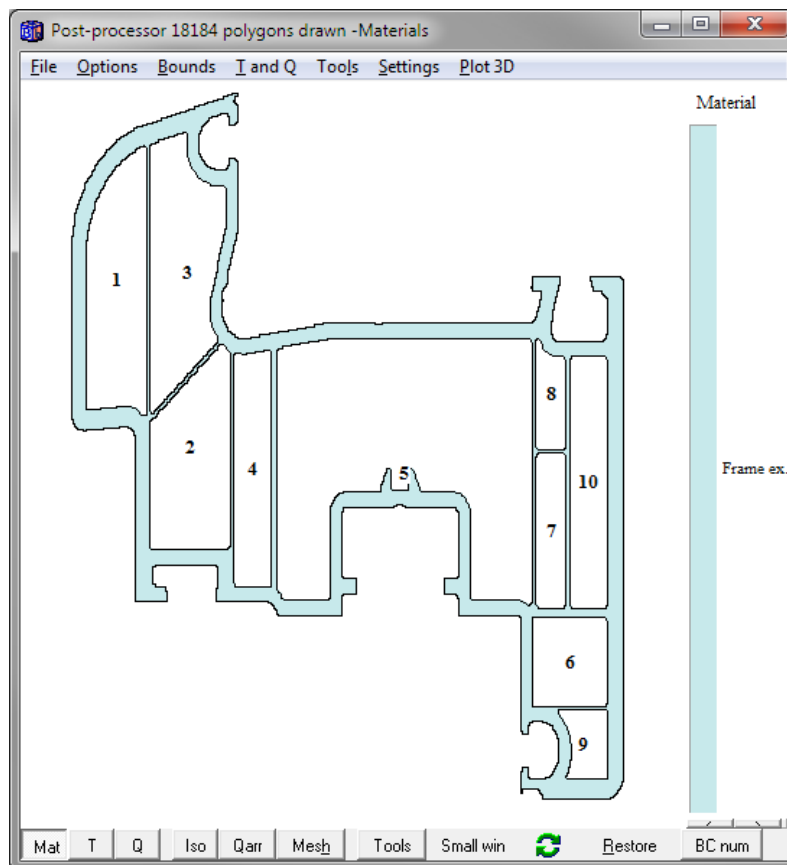 Post-processor 18184 polygons drawn -Materials
File Options Bounds T and Q Tools Settings Plot 3D
Material
1
3
8
2
4
5
10
Frame ex.
7
6
9
Mat T Q Iso Qarr Mesh Tools Small win Restore BC num